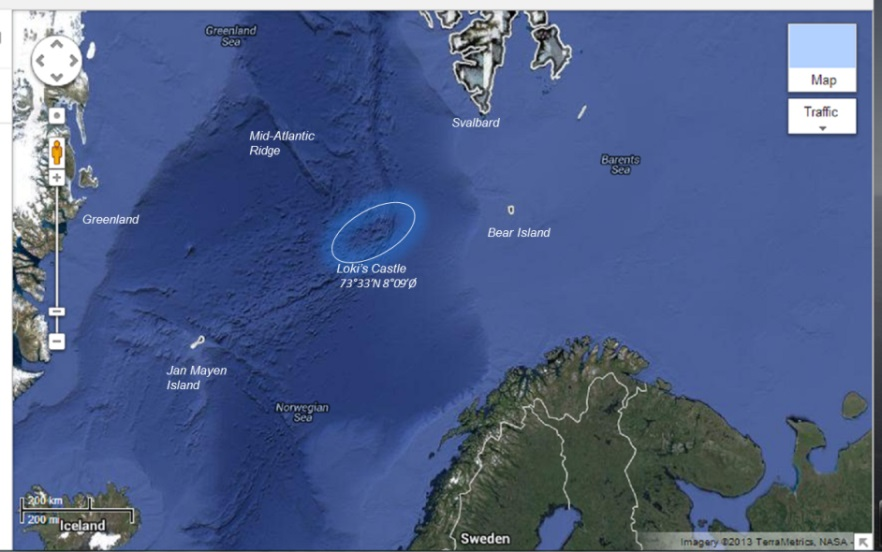 Greenland
Sea
Map
Traffic
Svalbard
Mid-Atlantic
Ridge
Barents
Sea
Greenland
Bear Island
Loki's Castle
73°33'N 8°09'Ø
Jan Mayen
Island
Norwegian
Sea
200 km
200 mi
Iceland
Sweden
Imagery ©2013 TerraMetrics, NASA -